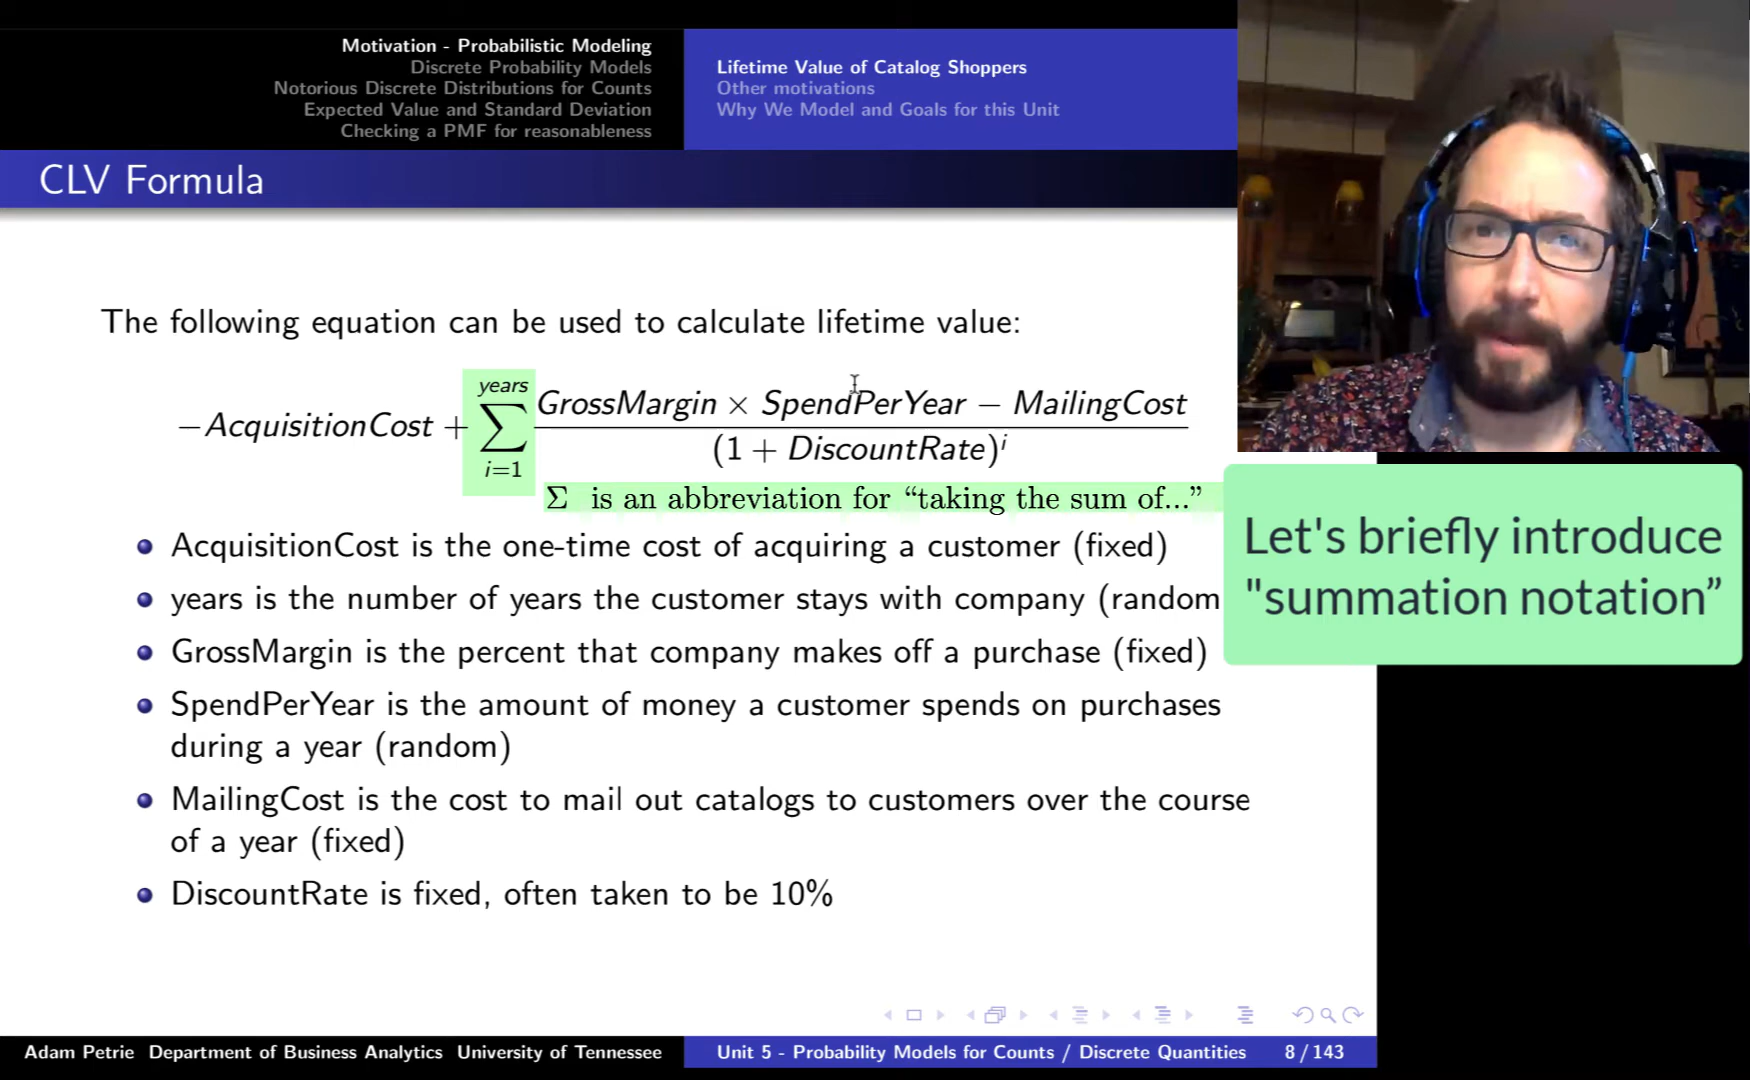 Motivation - Probabilistic Modeling
Discrete Probability Models
Notorious Discrete Distributions for Counts
Expected Value and Standard Deviation
Checking a PMF for reasonableness
Lifetime Value of Catalog Shoppers
Other motivations
Why We Model and Goals for this Unit
CLV Formula
The following equation can be used to calculate lifetime value:
−AcquisitionCost + ∑_{i=1}^{years} (GrossMargin × SpendPerYear − MailingCost) / (1 + DiscountRate)^i
Σ is an abbreviation for “taking the sum of...”
Let's briefly introduce
"summation notation”
AcquisitionCost is the one-time cost of acquiring a customer (fixed)
years is the number of years the customer stays with company (random
GrossMargin is the percent that company makes off a purchase (fixed)
SpendPerYear is the amount of money a customer spends on purchases
during a year (random)
MailingCost is the cost to mail out catalogs to customers over the course
of a year (fixed)
DiscountRate is fixed, often taken to be 10%
Adam Petrie Department of Business Analytics University of Tennessee
Unit 5 - Probability Models for Counts / Discrete Quantities 8 / 143